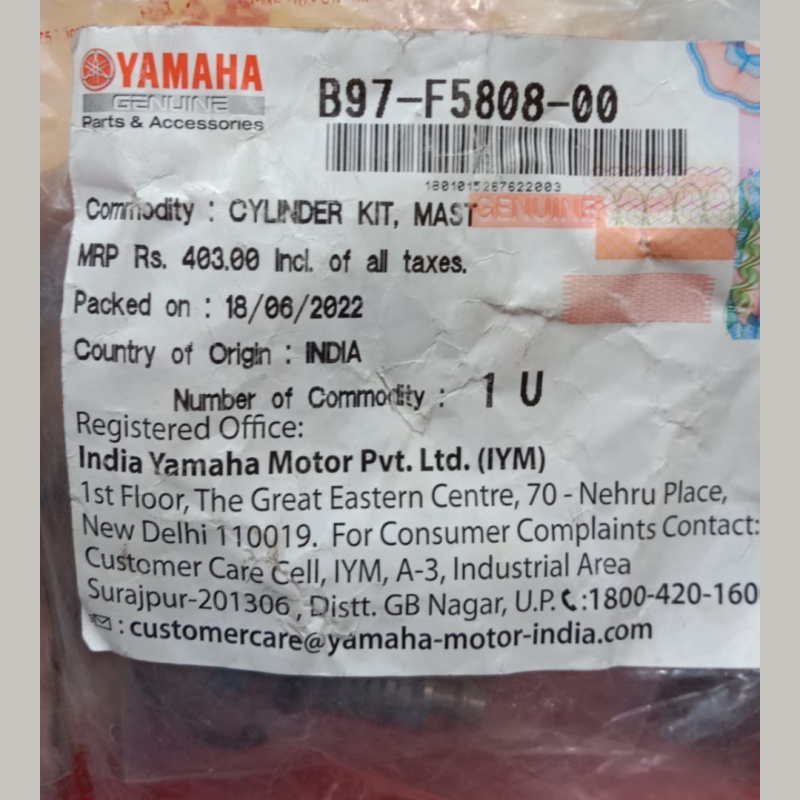 YAMAHA
GENUINE
Parts & Accessories
B97-F5808-00
1801015267622003
Commodity : CYLINDER KIT, MAST
GENUINE
MRP Rs. 403.00 Incl. of all taxes.
Packed on : 18/06/2022
Country of Origin : INDIA
Number of Commodity : 1 U
Registered Office:
India Yamaha Motor Pvt. Ltd. (IYM)
1st Floor, The Great Eastern Centre, 70 - Nehru Place,
New Delhi 110019. For Consumer Complaints Contact:
Customer Care Cell, IYM, A-3, Industrial Area
Surajpur-201306, Distt. GB Nagar, U.P. :1800-420-160
: customercare@yamaha-motor-india.com